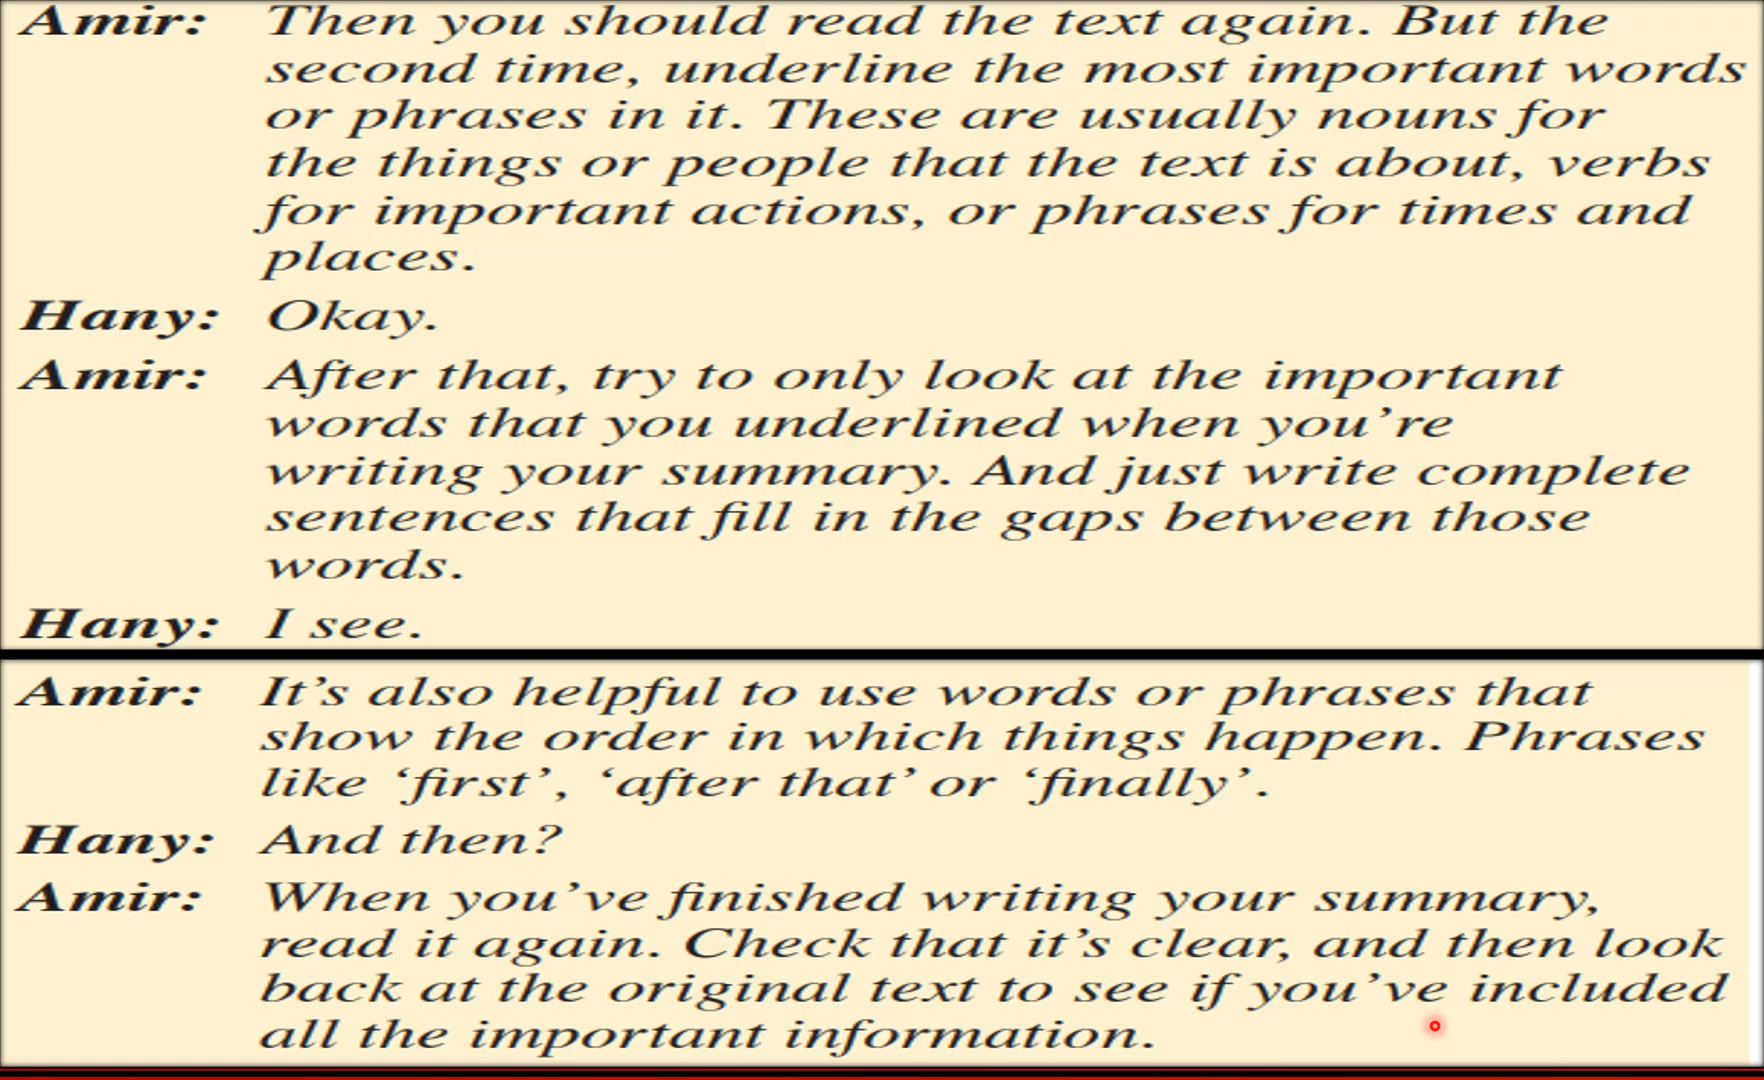 Amir: Then you should read the text again. But the
second time, underline the most important words
or phrases in it. These are usually nouns for
the things or people that the text is about, verbs
for important actions, or phrases for times and
places.
Hany: Okay.
Amir: After that, try to only look at the important
words that you underlined when you’re
writing your summary. And just write complete
sentences that fill in the gaps between those
words.
Hany: I see.
Amir: It’s also helpful to use words or phrases that
show the order in which things happen. Phrases
like ‘first’, ‘after that’ or ‘finally’.
Hany: And then?
Amir: When you’ve finished writing your summary,
read it again. Check that it’s clear, and then look
back at the original text to see if you’ve included
all the important information.